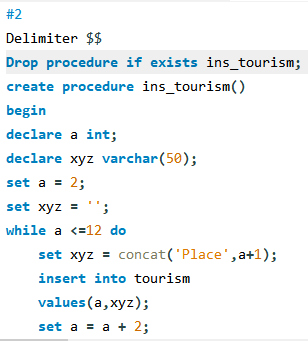 #2
Delimiter $$
Drop procedure if exists ins_tourism;
create procedure ins_tourism()
begin
declare a int;
declare xyz varchar(50);
set a = 2;
set xyz = '';
while a <=12 do
set xyz = concat('Place',a+1);
insert into tourism
values(a,xyz);
set a = a + 2;